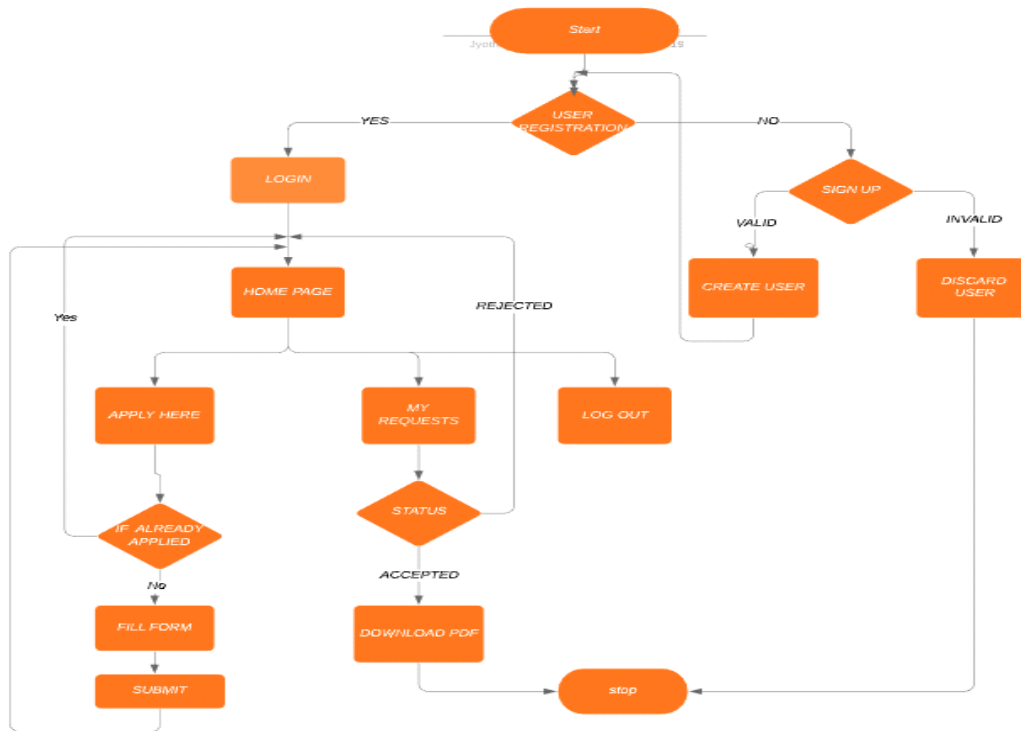 Start
USER
REGISTRATION
YES
NO
LOGIN
SIGN UP
VALID
INVALID
HOME PAGE
CREATE USER
DISCARD
USER
REJECTED
Yes
APPLY HERE
MY
REQUESTS
LOG OUT
STATUS
IF ALREADY
APPLIED
ACCEPTED
No
FILL FORM
DOWNLOAD PDF
SUBMIT
stop